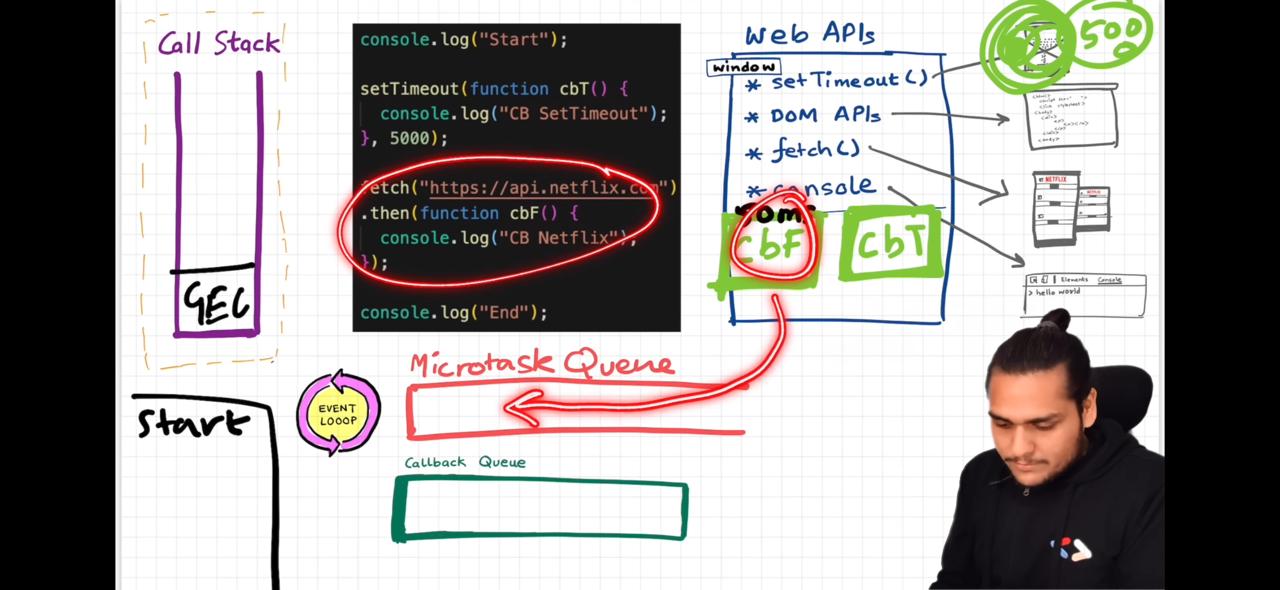 Call Stack
GEC
start
console.log("Start");
setTimeout(function cbT() {
console.log("CB SetTimeout");
}, 5000);
fetch("https://api.netflix.com")
.then(function cbF() {
console.log("CB Netflix");
});
console.log("End");
Web APIs
window
* setTimeout()
* DOM APIs
* fetch()
* console
cbF
CbT
500
NETFLIX
Elements Console
> hello world
Microtask Queue
EVENT
LOOOP
Callback Queue